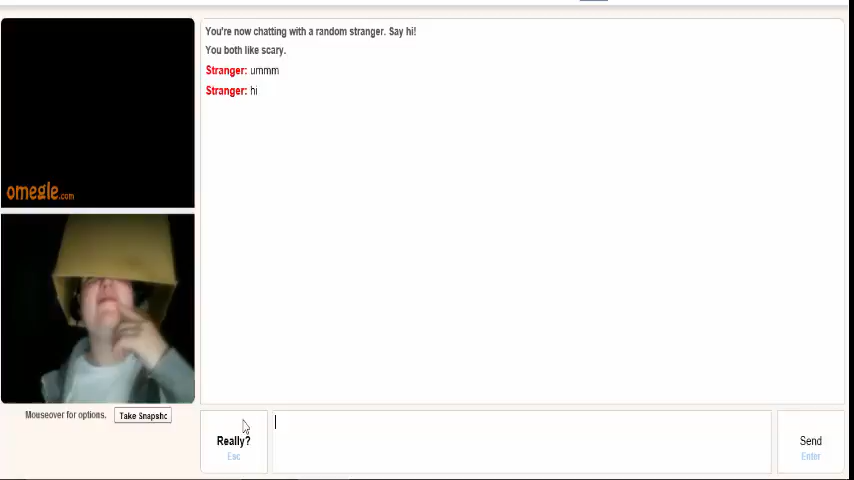 You're now chatting with a random stranger. Say hi!
You both like scary.
Stranger: ummm
Stranger: hi
omegle.com
Mouseover for options. Take Snapshc
Really?
Esc
Send
Enter